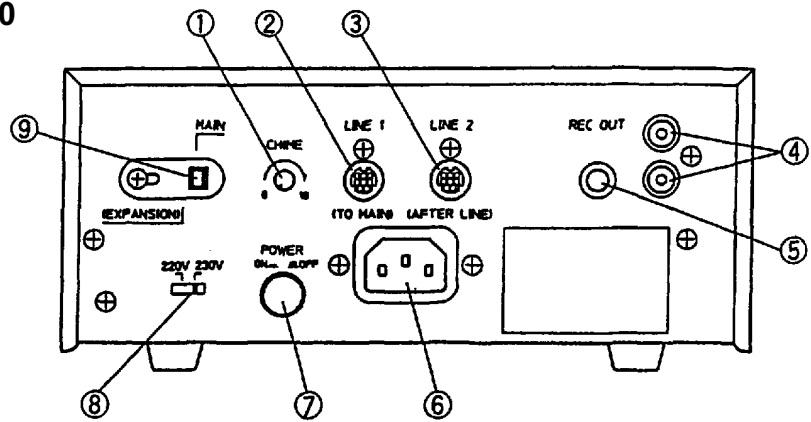 0
① ② ③
⑨ MAIN CHIME LINE 1 LINE 2 REC OUT ④
0 10
(EXPANSION) (TO MAIN) (AFTER LINE) ⑤
220V 230V POWER
ON OFF
⑧ ⑦ ⑥